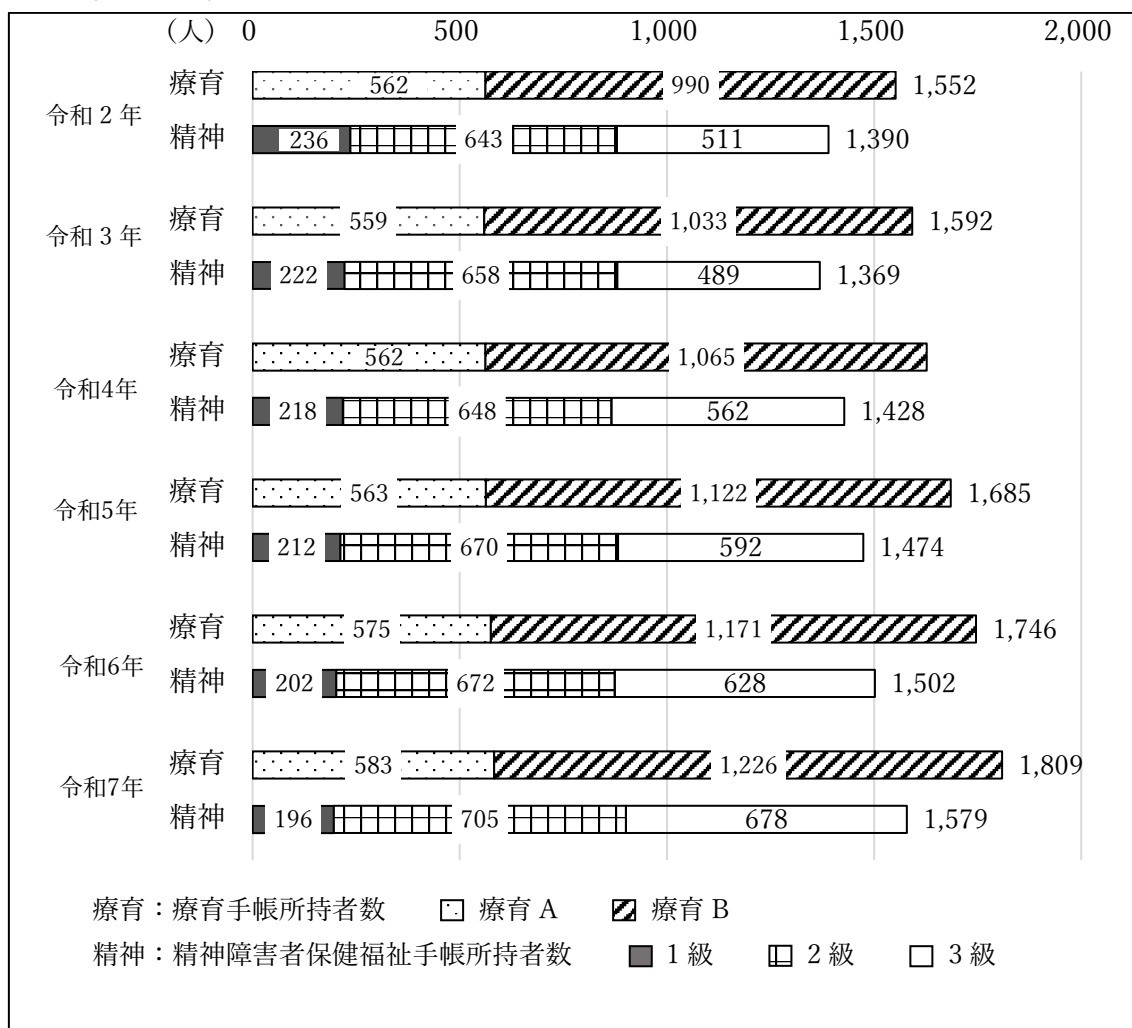 (人) 0 500 1,000 1,500 2,000
令和2年
療育 562 990 1,552
精神 236 643 511 1,390
令和3年
療育 559 1,033 1,592
精神 222 658 489 1,369
令和4年
療育 562 1,065
精神 218 648 562 1,428
令和5年
療育 563 1,122 1,685
精神 212 670 592 1,474
令和6年
療育 575 1,171 1,746
精神 202 672 628 1,502
令和7年
療育 583 1,226 1,809
精神 196 705 678 1,579
療育:療育手帳所持者数 療育A 療育B
精神:精神障害者保健福祉手帳所持者数 1級 2級 3級